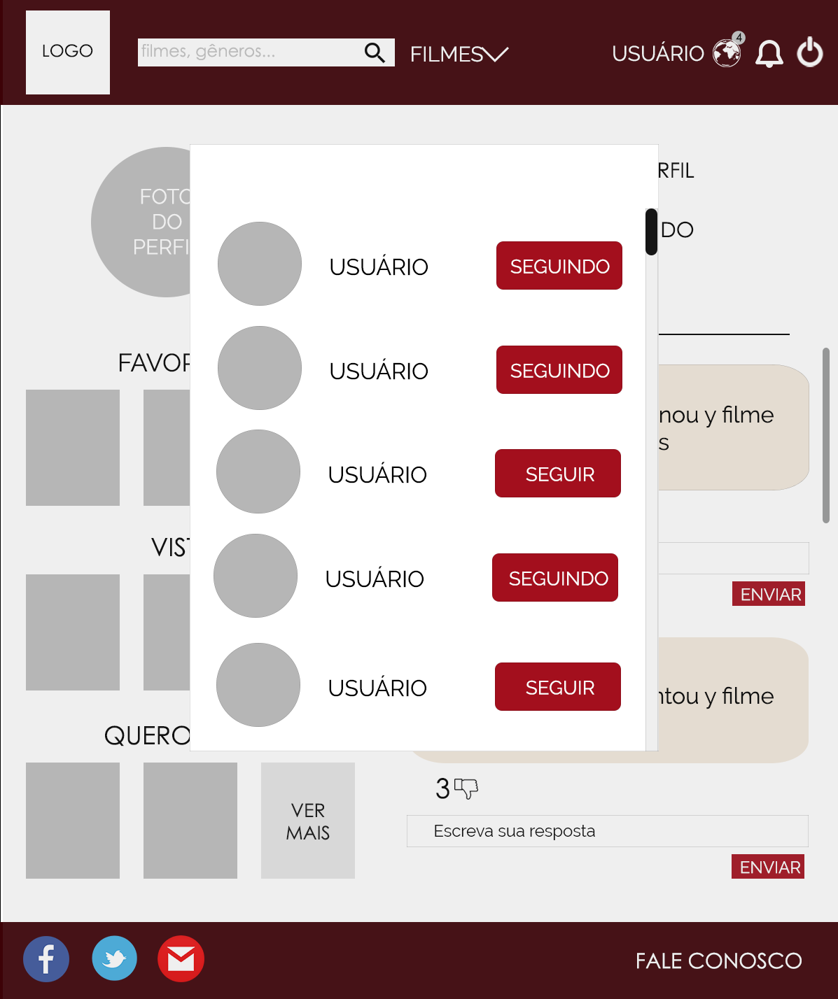 LOGO
filmes, gêneros...
FILMES
USUÁRIO
4
FOTO
DO
PERFI
RFIL
DO
USUÁRIO
SEGUINDO
USUÁRIO
SEGUINDO
USUÁRIO
SEGUIR
USUÁRIO
SEGUINDO
USUÁRIO
SEGUIR
FAVOR
nou y filme
s
VIST
ENVIAR
ntou y filme
QUERO
VER
MAIS
3
Escreva sua resposta
ENVIAR
FALE CONOSCO